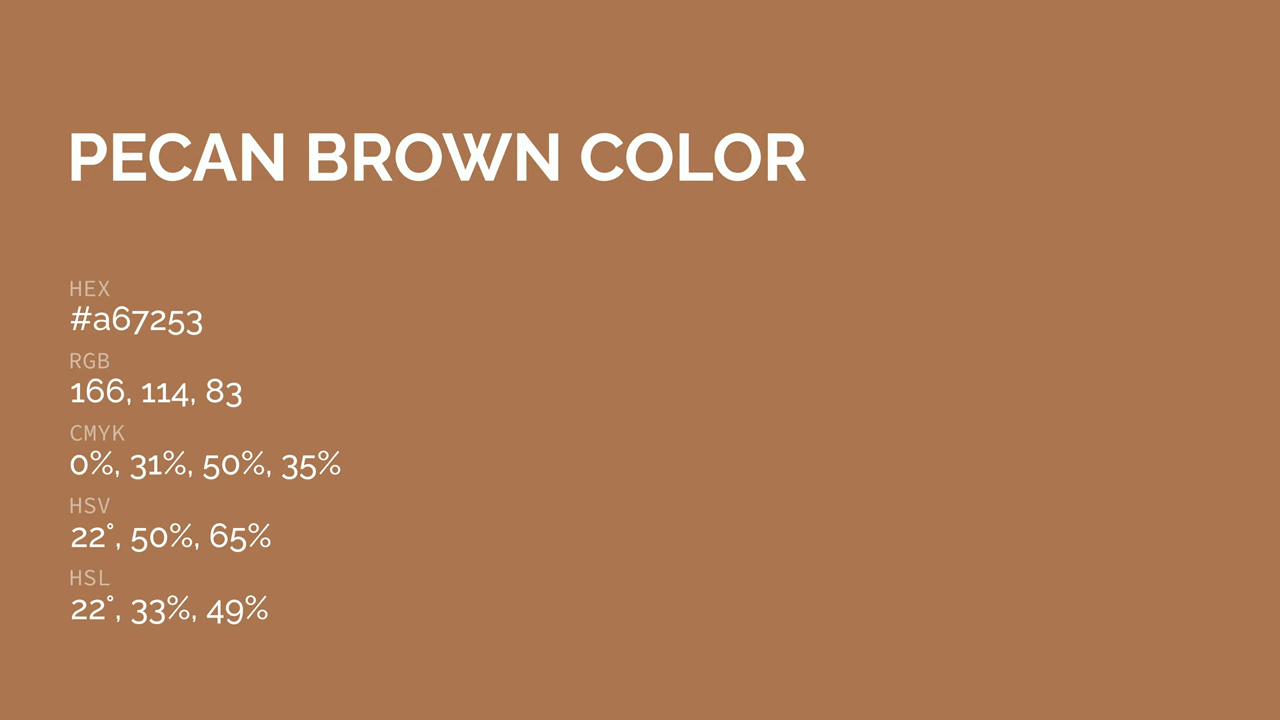 PECAN BROWN COLOR
HEX
#a67253
RGB
166, 114, 83
CMYK
0%, 31%, 50%, 35%
HSV
22°, 50%, 65%
HSL
22°, 33%, 49%